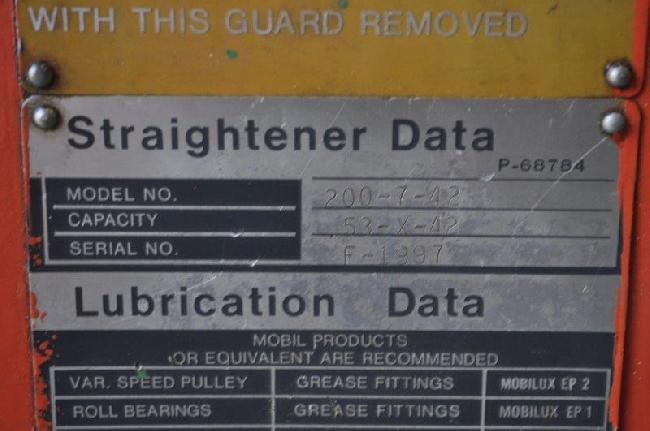 WITH THIS GUARD REMOVED
Straightener Data
P-68784
MODEL NO. 200-7-42
CAPACITY .53-X-42
SERIAL NO. F-1997
Lubrication Data
MOBIL PRODUCTS
OR EQUIVALENT ARE RECOMMENDED
VAR. SPEED PULLEY GREASE FITTINGS MOBILUX EP 2
ROLL BEARINGS GREASE FITTINGS MOBILUX EP 1